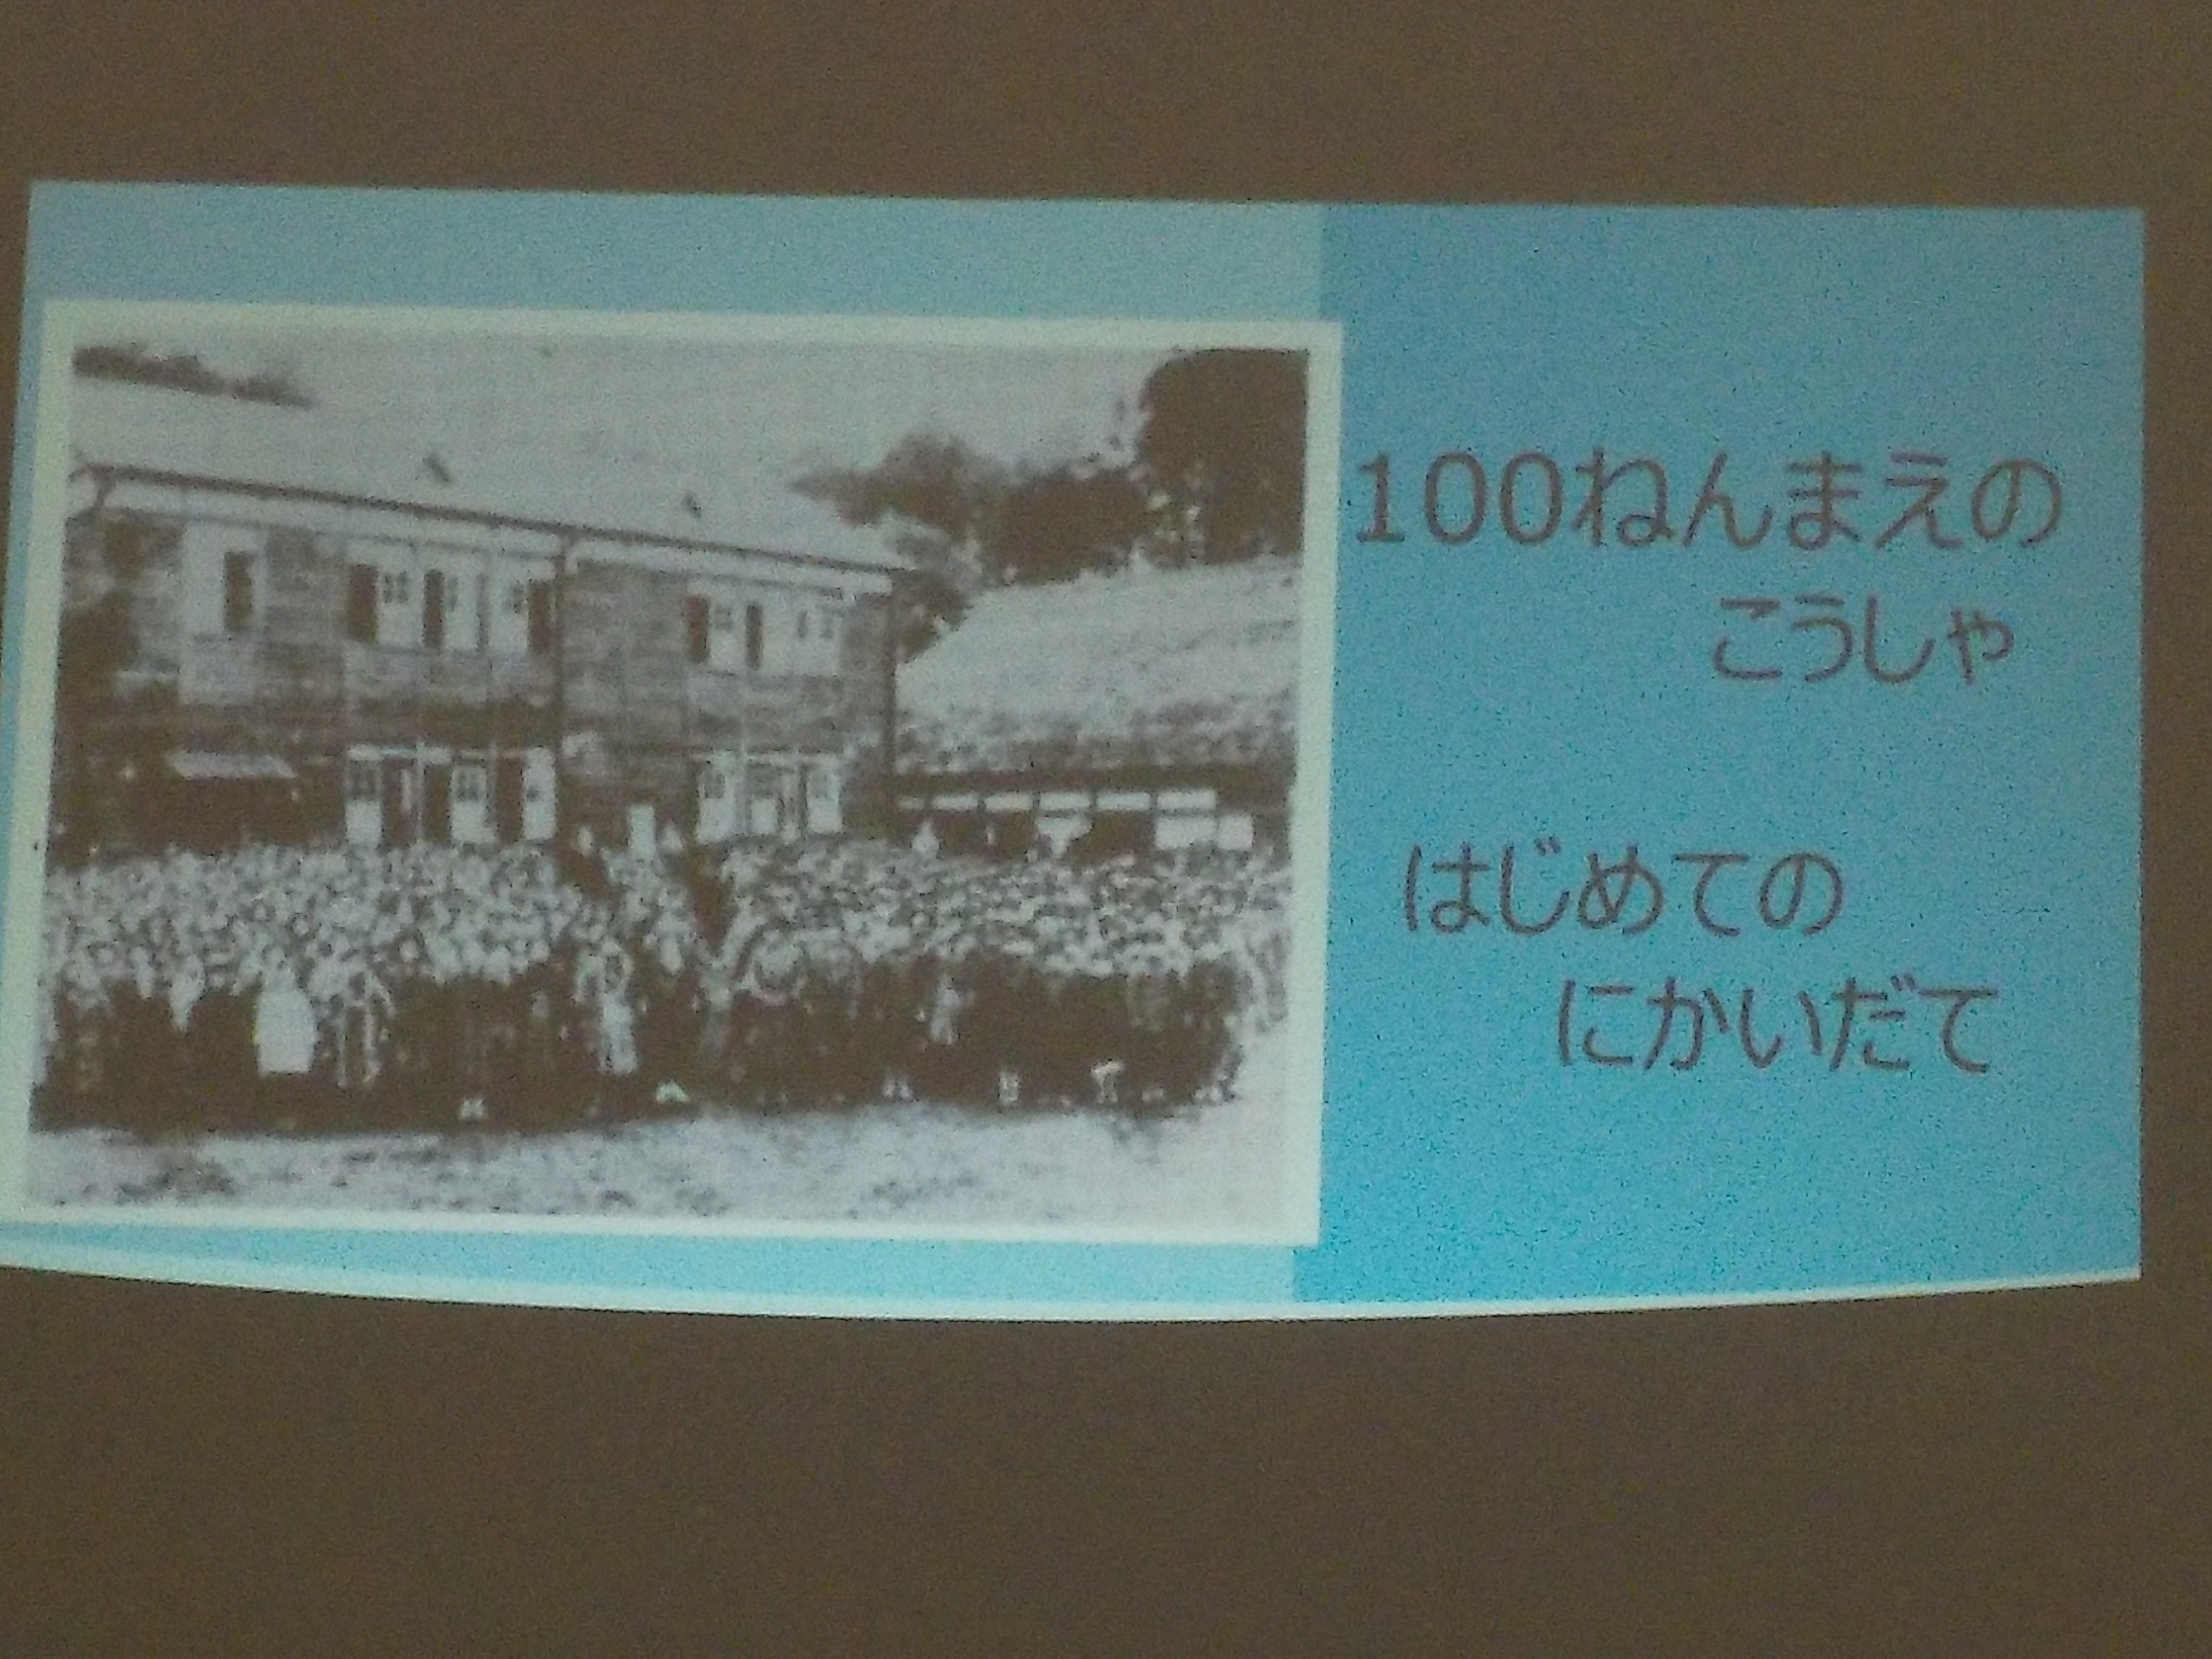 100ねんまえの
こうしゃ
はじめての
にかいだて